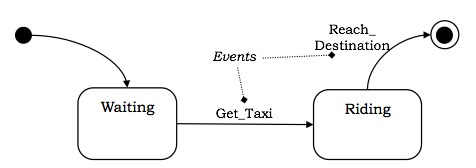 Reach_
Destination
Events
Waiting
Get_Taxi
Riding